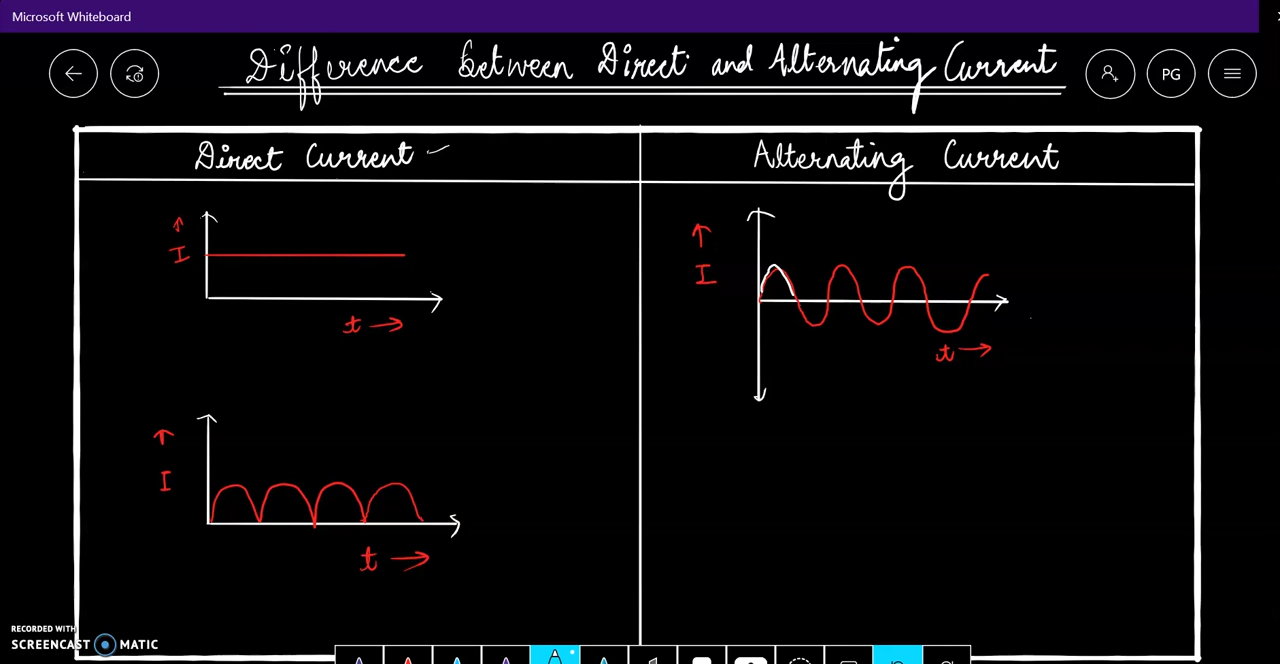 Microsoft Whiteboard
Difference between Direct and Alternating Current
PG
Direct Current
Alternating Current
I
t
I
t
I
t
RECORDED WITH
SCREENCAST MATIC